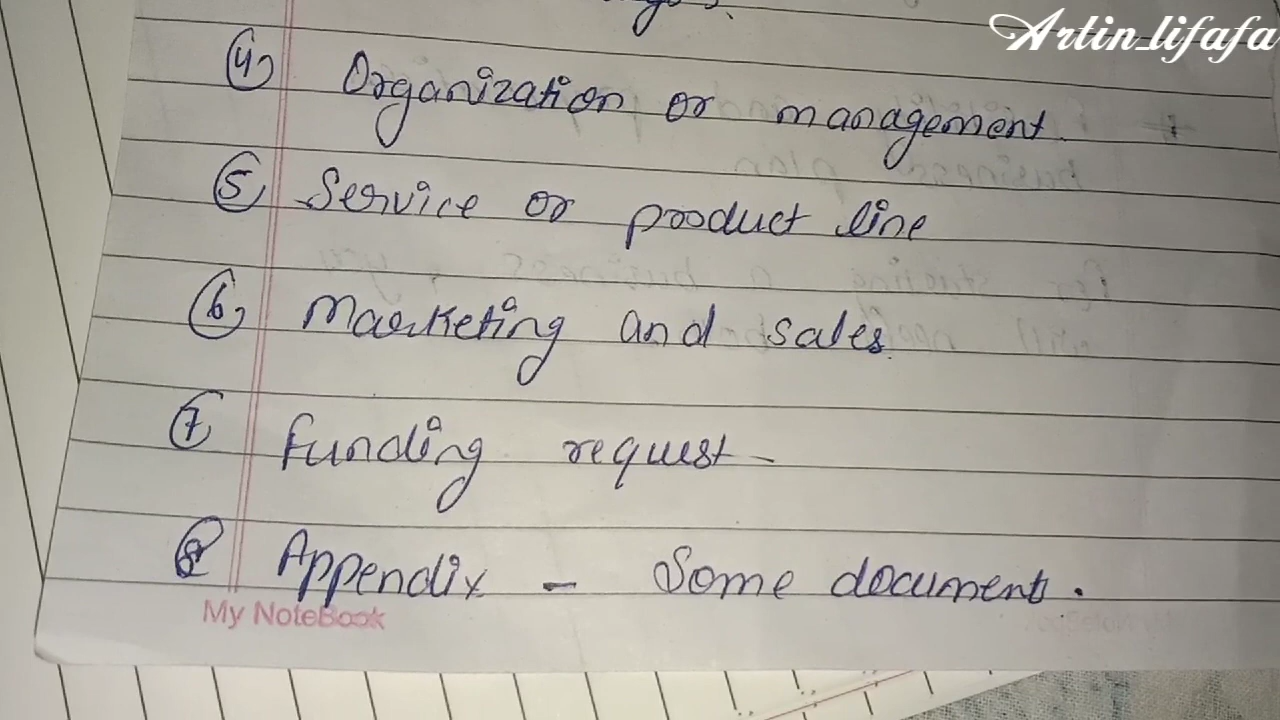 Artin_lifafa
④ Organization or management.
⑤ Service or product line
⑥ Marketing and sales.
⑦ Funding request -
⑧ Appendix - Some documents.
My NoteBook